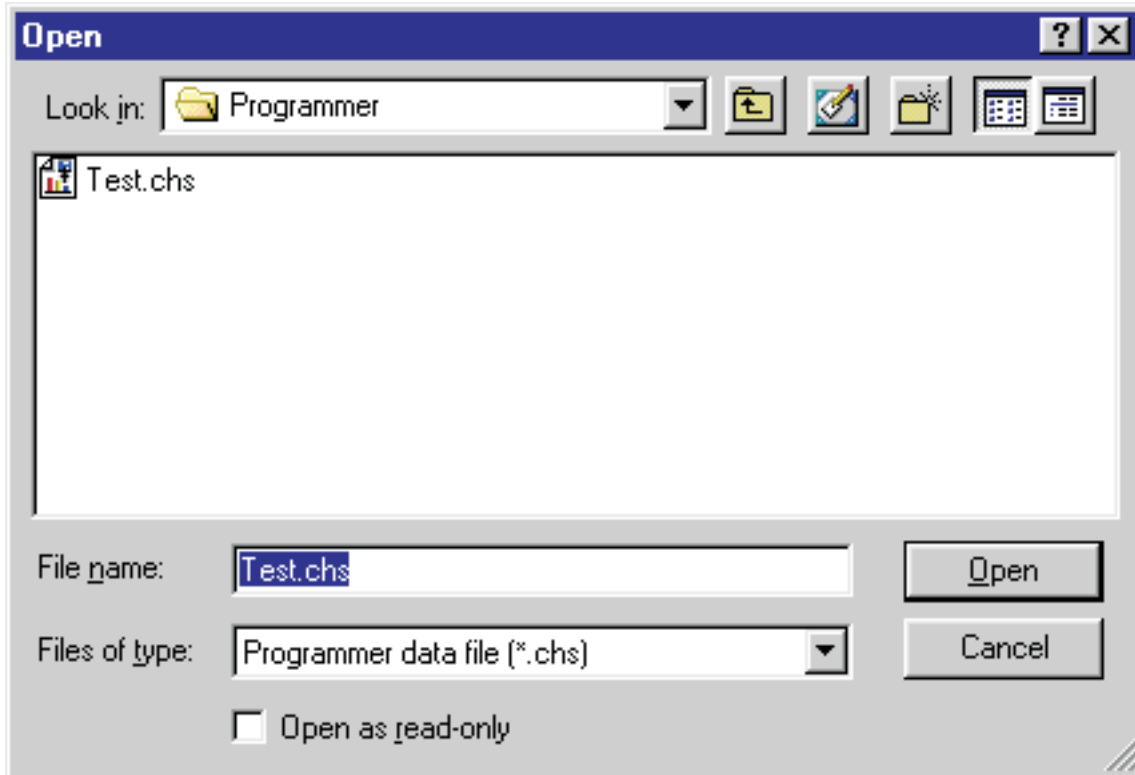 Open
Look in: Programmer
Test.chs
File name: Test.chs Open
Files of type: Programmer data file (*.chs) Cancel
Open as read-only